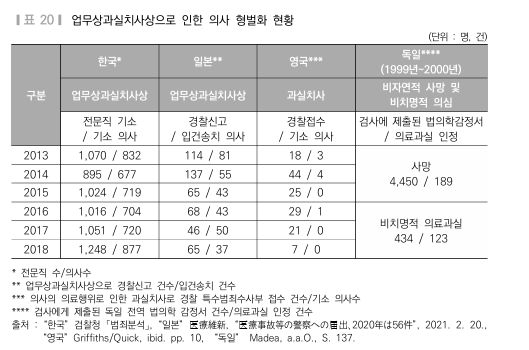 ▎표 20▎ 업무상과실치사상으로 인한 의사 형벌화 현황
(단위 : 명, 건)
구분
한국* 일본** 영국*** 독일****
(1999년-2000년)
업무상과실치사상 업무상과실치사상 과실치사 비자연적 사망 및
비치명적 의심
전문직 기소 / 기소 의사
경찰신고 / 입건송치 의사
경찰접수 / 기소 의사
검사에 제출된 법의학감정서 / 의료과실 인정
2013 1,070 / 832 114 / 81 18 / 3
2014 895 / 677 137 / 55 44 / 4
2015 1,024 / 719 65 / 43 25 / 0
사망
4,450 / 189
2016 1,016 / 704 68 / 43 29 / 1
2017 1,051 / 720 46 / 50 21 / 0
2018 1,248 / 877 65 / 37 7 / 0
비치명적 의료과실
434 / 123
* 전문직 수/의사수
** 업무상과실치사상으로 경찰신고 건수/입건송치 건수
*** 의사의 의료행위로 인한 과실치사로 경찰 특수범죄수사부 접수 건수/기소 의사수
**** 검사에게 제출된 독일 전역 법의학 감정서 건수/의료과실 인정 건수
출처 : "한국" 검찰청「범죄분석」, "일본" 医療維新, "医療事故等の警察への届出,2020年は56件", 2021. 2. 20.,
"영국" Griffiths/Quick, ibid. pp. 10, "독일" Madea, a.a.O., S. 137.